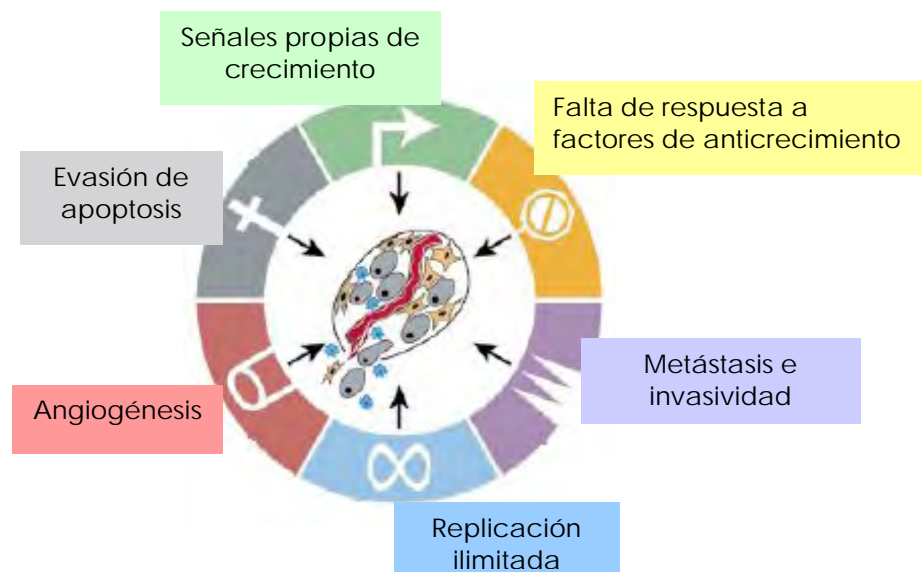 Señales propias de
crecimiento
Falta de respuesta a
factores de anticrecimiento
Evasión de
apoptosis
Metástasis e
invasividad
Angiogénesis
Replicación
ilimitada